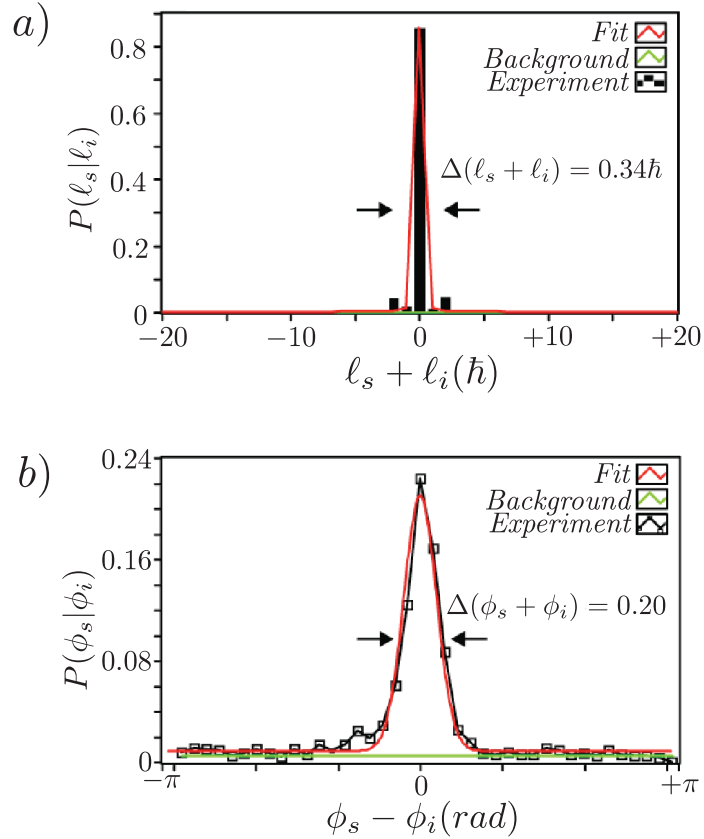 a)
0.8
0.6
0.4
0.2
0
P(ℓs|ℓi)
Fit
Background
Experiment
Δ(ℓs + ℓi) = 0.34ħ
−20
−10
0
+10
+20
ℓs + ℓi(ħ)
b)
0.24
0.16
0.08
0
P(ϕs|ϕi)
Fit
Background
Experiment
Δ(ϕs + ϕi) = 0.20
−π
0
+π
ϕs − ϕi(rad)